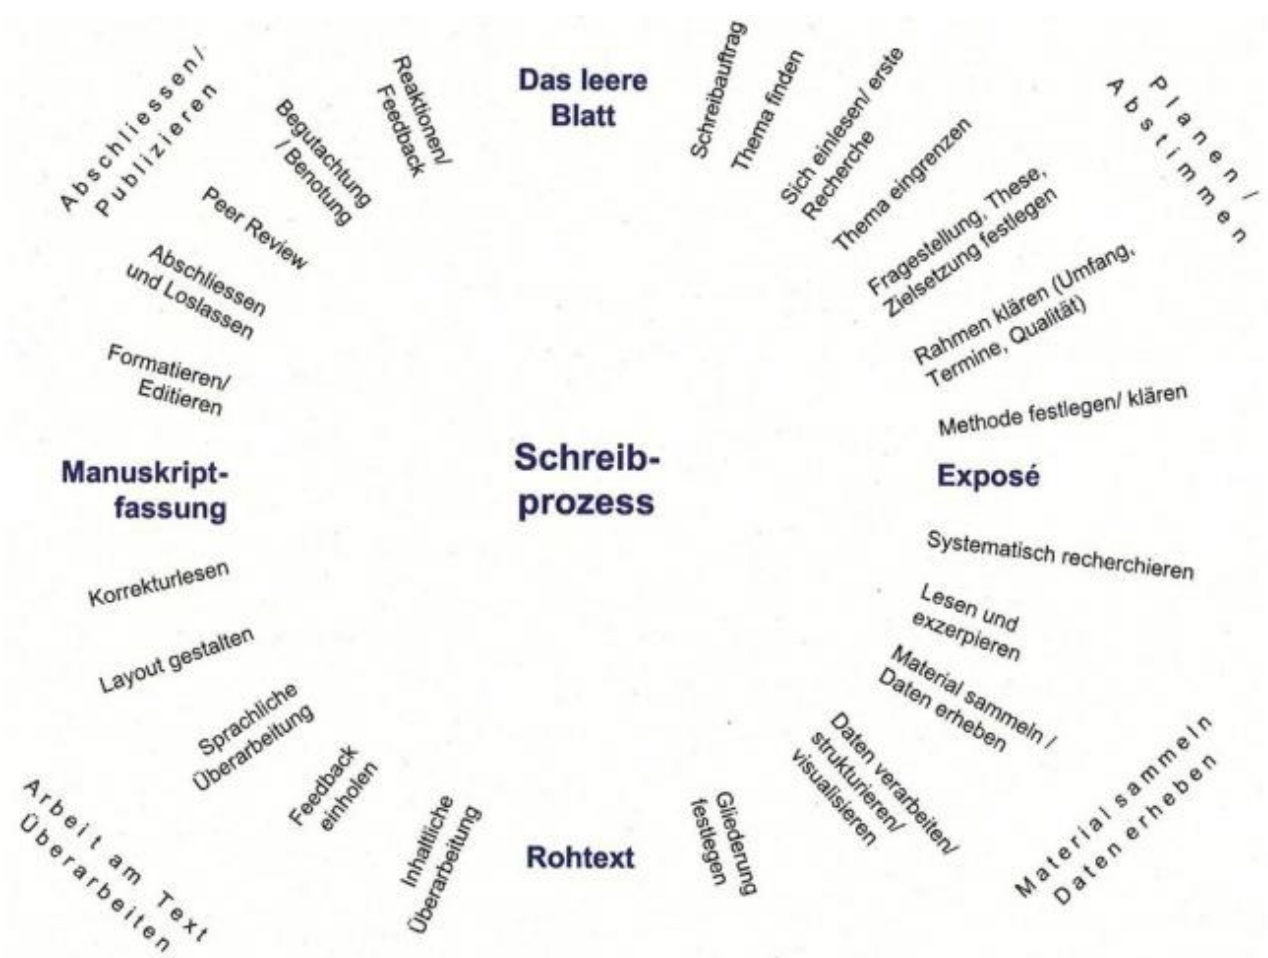 Das leere
Blatt
Schreibauftrag
Thema finden
Sich einlesen/ erste
Recherche
Thema eingrenzen
Fragestellung, These,
Zielsetzung festlegen
Rahmen klären (Umfang,
Termine, Qualität)
Methode festlegen/ klären
Planen /
Abstimmen
Exposé
Systematisch recherchieren
Lesen und
exzerpieren
Material sammeln /
Daten erheben
Daten verarbeiten/
strukturieren/
visualisieren
Gliederung
festlegen
Material sammeln
Daten erheben
Rohtext
Inhaltliche
Überarbeitung
Feedback
einholen
Sprachliche
Überarbeitung
Layout gestalten
Korrekturlesen
Arbeit am Text
Überarbeiten
Manuskript-
fassung
Formatieren/
Editieren
Abschliessen
und Loslassen
Peer Review
Begutachtung
/ Benotung
Reaktionen/
Feedback
Abschliessen/
Publizieren
Schreib-
prozess